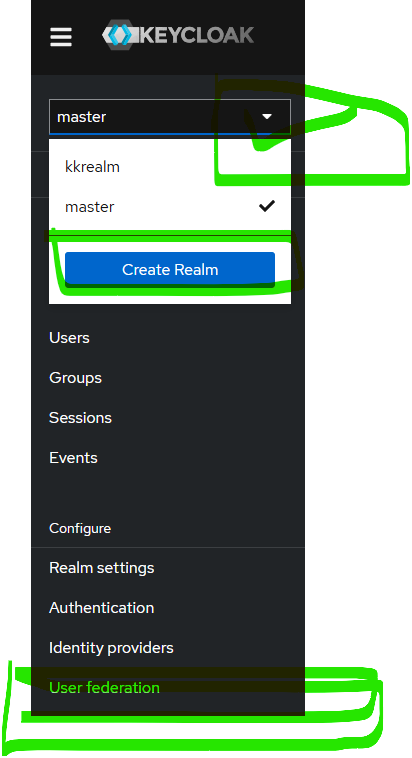 KEYCLOAK
master
kkrealm
master
Create Realm
Users
Groups
Sessions
Events
Configure
Realm settings
Authentication
Identity providers
User federation